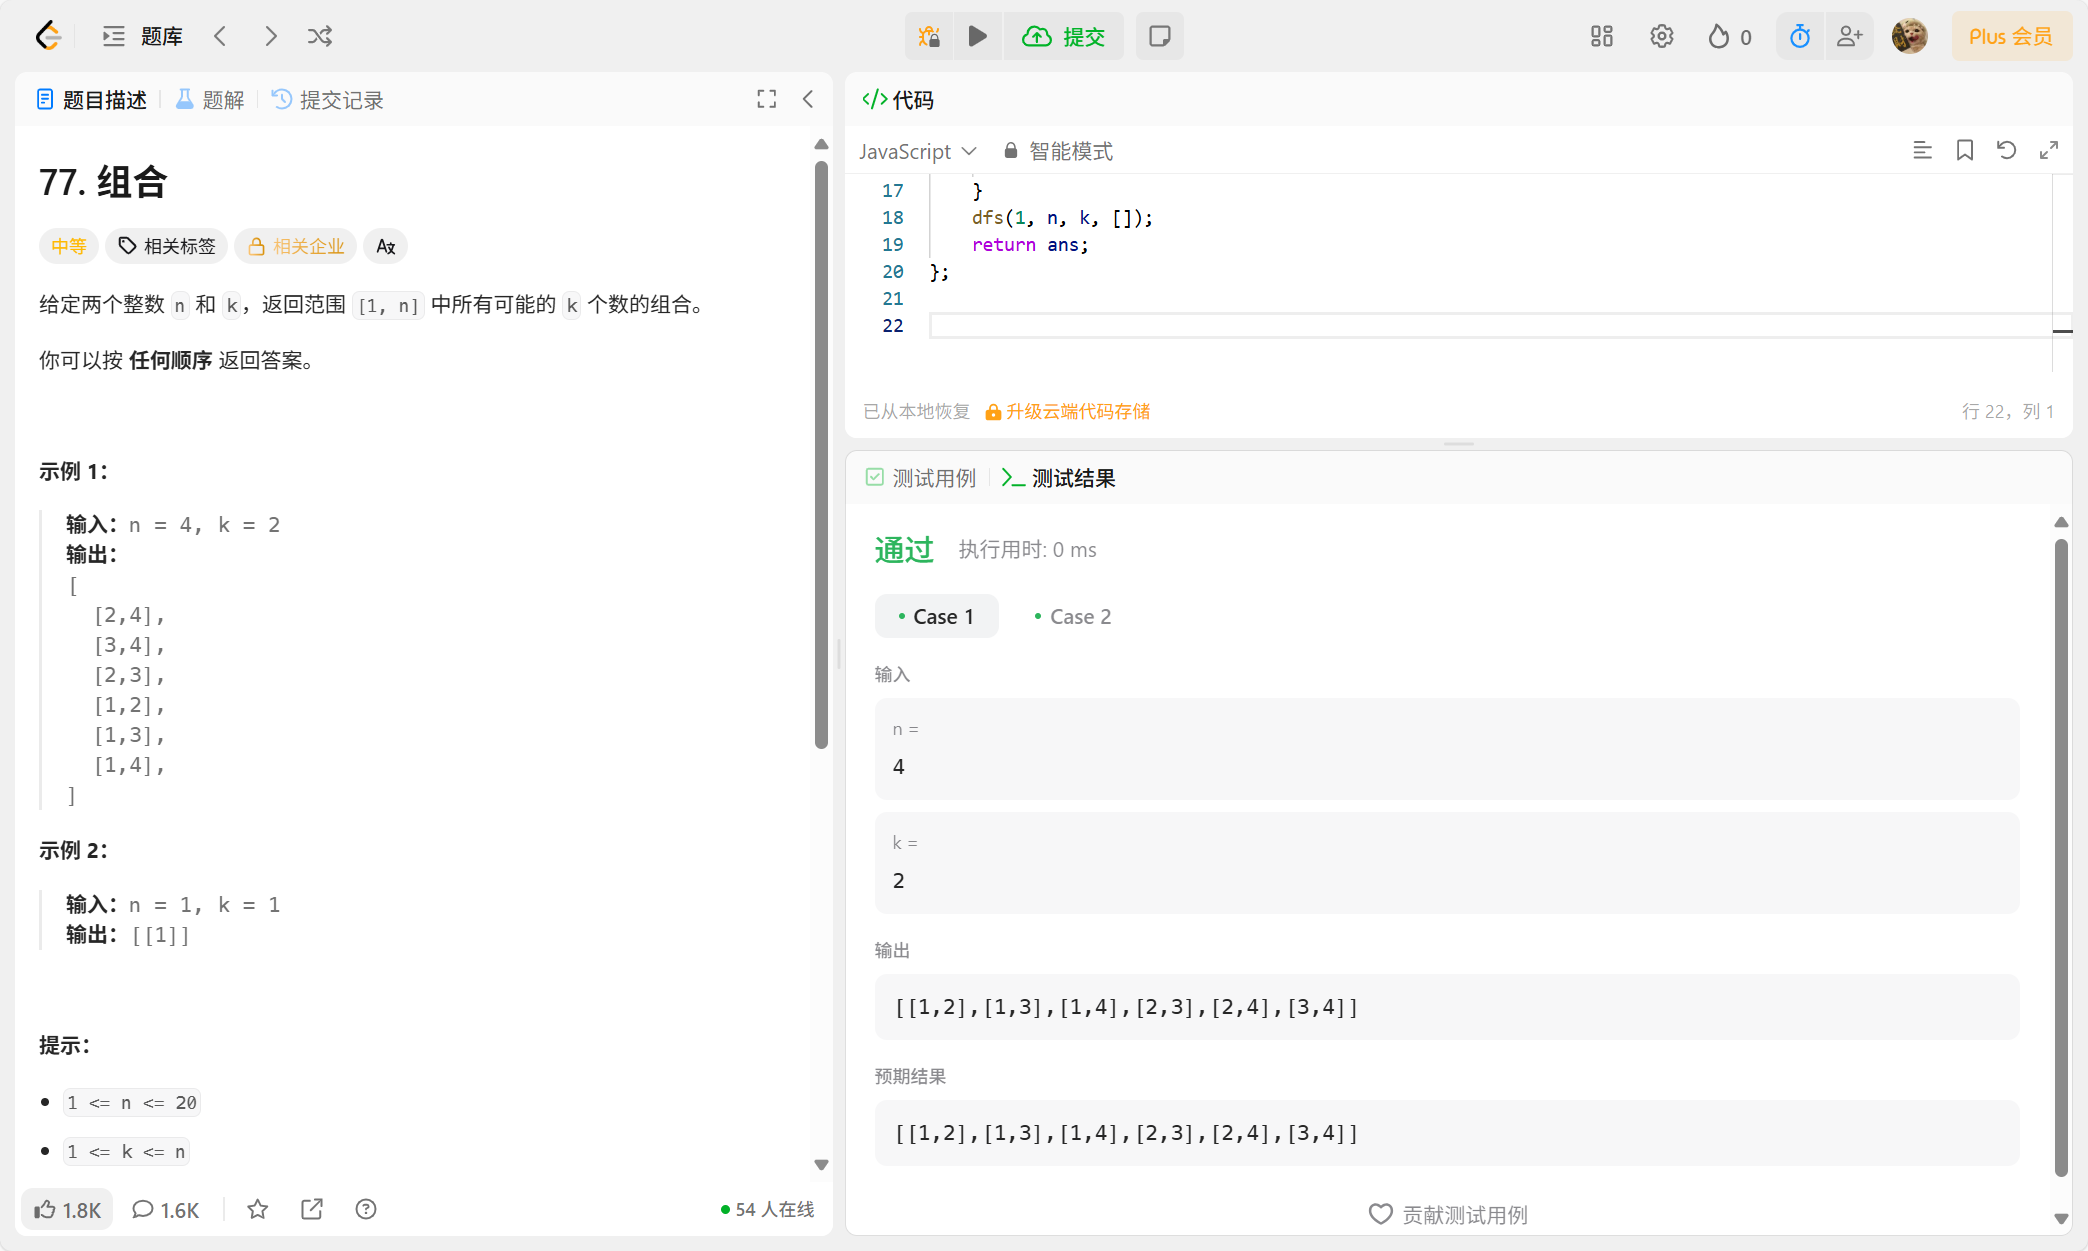 题库
提交
0
Plus 会员
题目描述
题解
提交记录
77. 组合
中等
相关标签
相关企业
给定两个整数 n 和 k，返回范围 [1, n] 中所有可能的 k 个数的组合。
你可以按 任何顺序 返回答案。
示例 1：
输入：n = 4, k = 2
输出：
[
[2,4],
[3,4],
[2,3],
[1,2],
[1,3],
[1,4],
]
示例 2：
输入：n = 1, k = 1
输出：[[1]]
提示：
1 <= n <= 20
1 <= k <= n
1.8K
1.6K
54 人在线
</>代码
JavaScript
智能模式
17 }
18 dfs(1, n, k, []);
19 return ans;
20 };
21
22
已从本地恢复
升级云端代码存储
行 22，列 1
测试用例
测试结果
通过
执行用时: 0 ms
Case 1
Case 2
输入
n =
4
k =
2
输出
[[1,2],[1,3],[1,4],[2,3],[2,4],[3,4]]
预期结果
[[1,2],[1,3],[1,4],[2,3],[2,4],[3,4]]
贡献测试用例